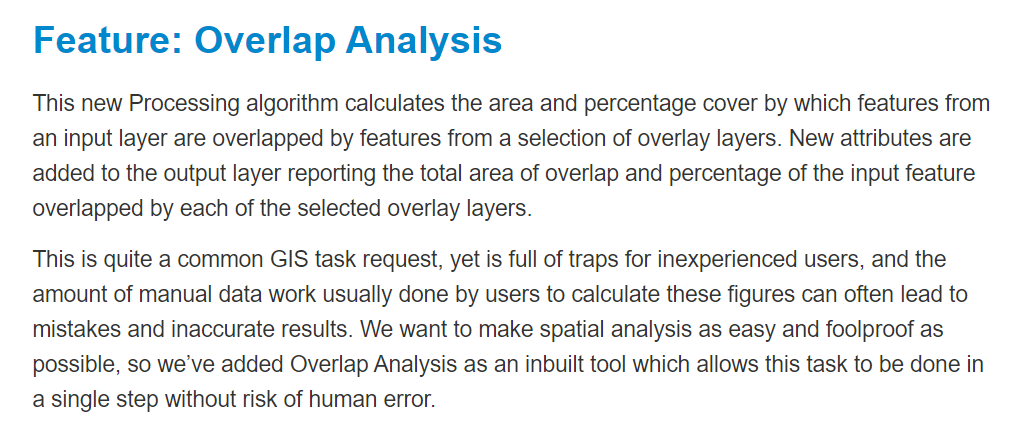 Feature: Overlap Analysis
This new Processing algorithm calculates the area and percentage cover by which features from
an input layer are overlapped by features from a selection of overlay layers. New attributes are
added to the output layer reporting the total area of overlap and percentage of the input feature
overlapped by each of the selected overlay layers.
This is quite a common GIS task request, yet is full of traps for inexperienced users, and the
amount of manual data work usually done by users to calculate these figures can often lead to
mistakes and inaccurate results. We want to make spatial analysis as easy and foolproof as
possible, so we’ve added Overlap Analysis as an inbuilt tool which allows this task to be done in
a single step without risk of human error.